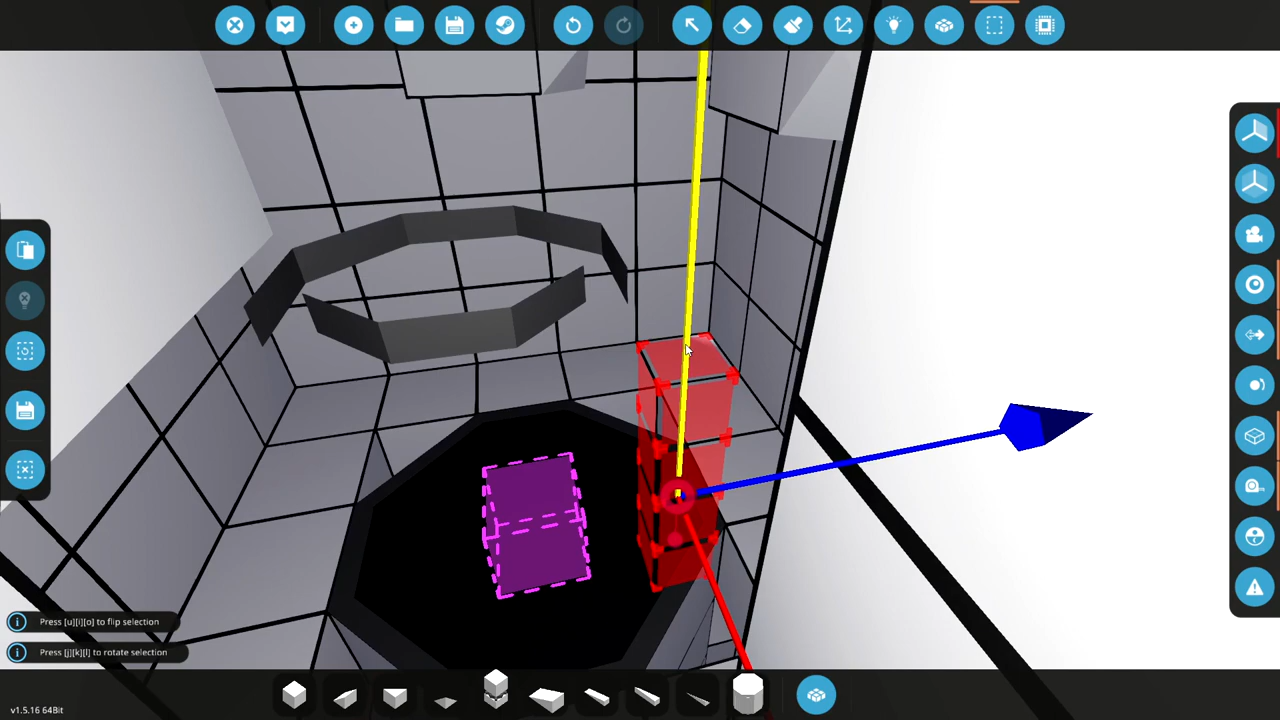 Press [u][i][o] to flip selection
Press [j][k][l] to rotate selection
v1.5.16 64Bit